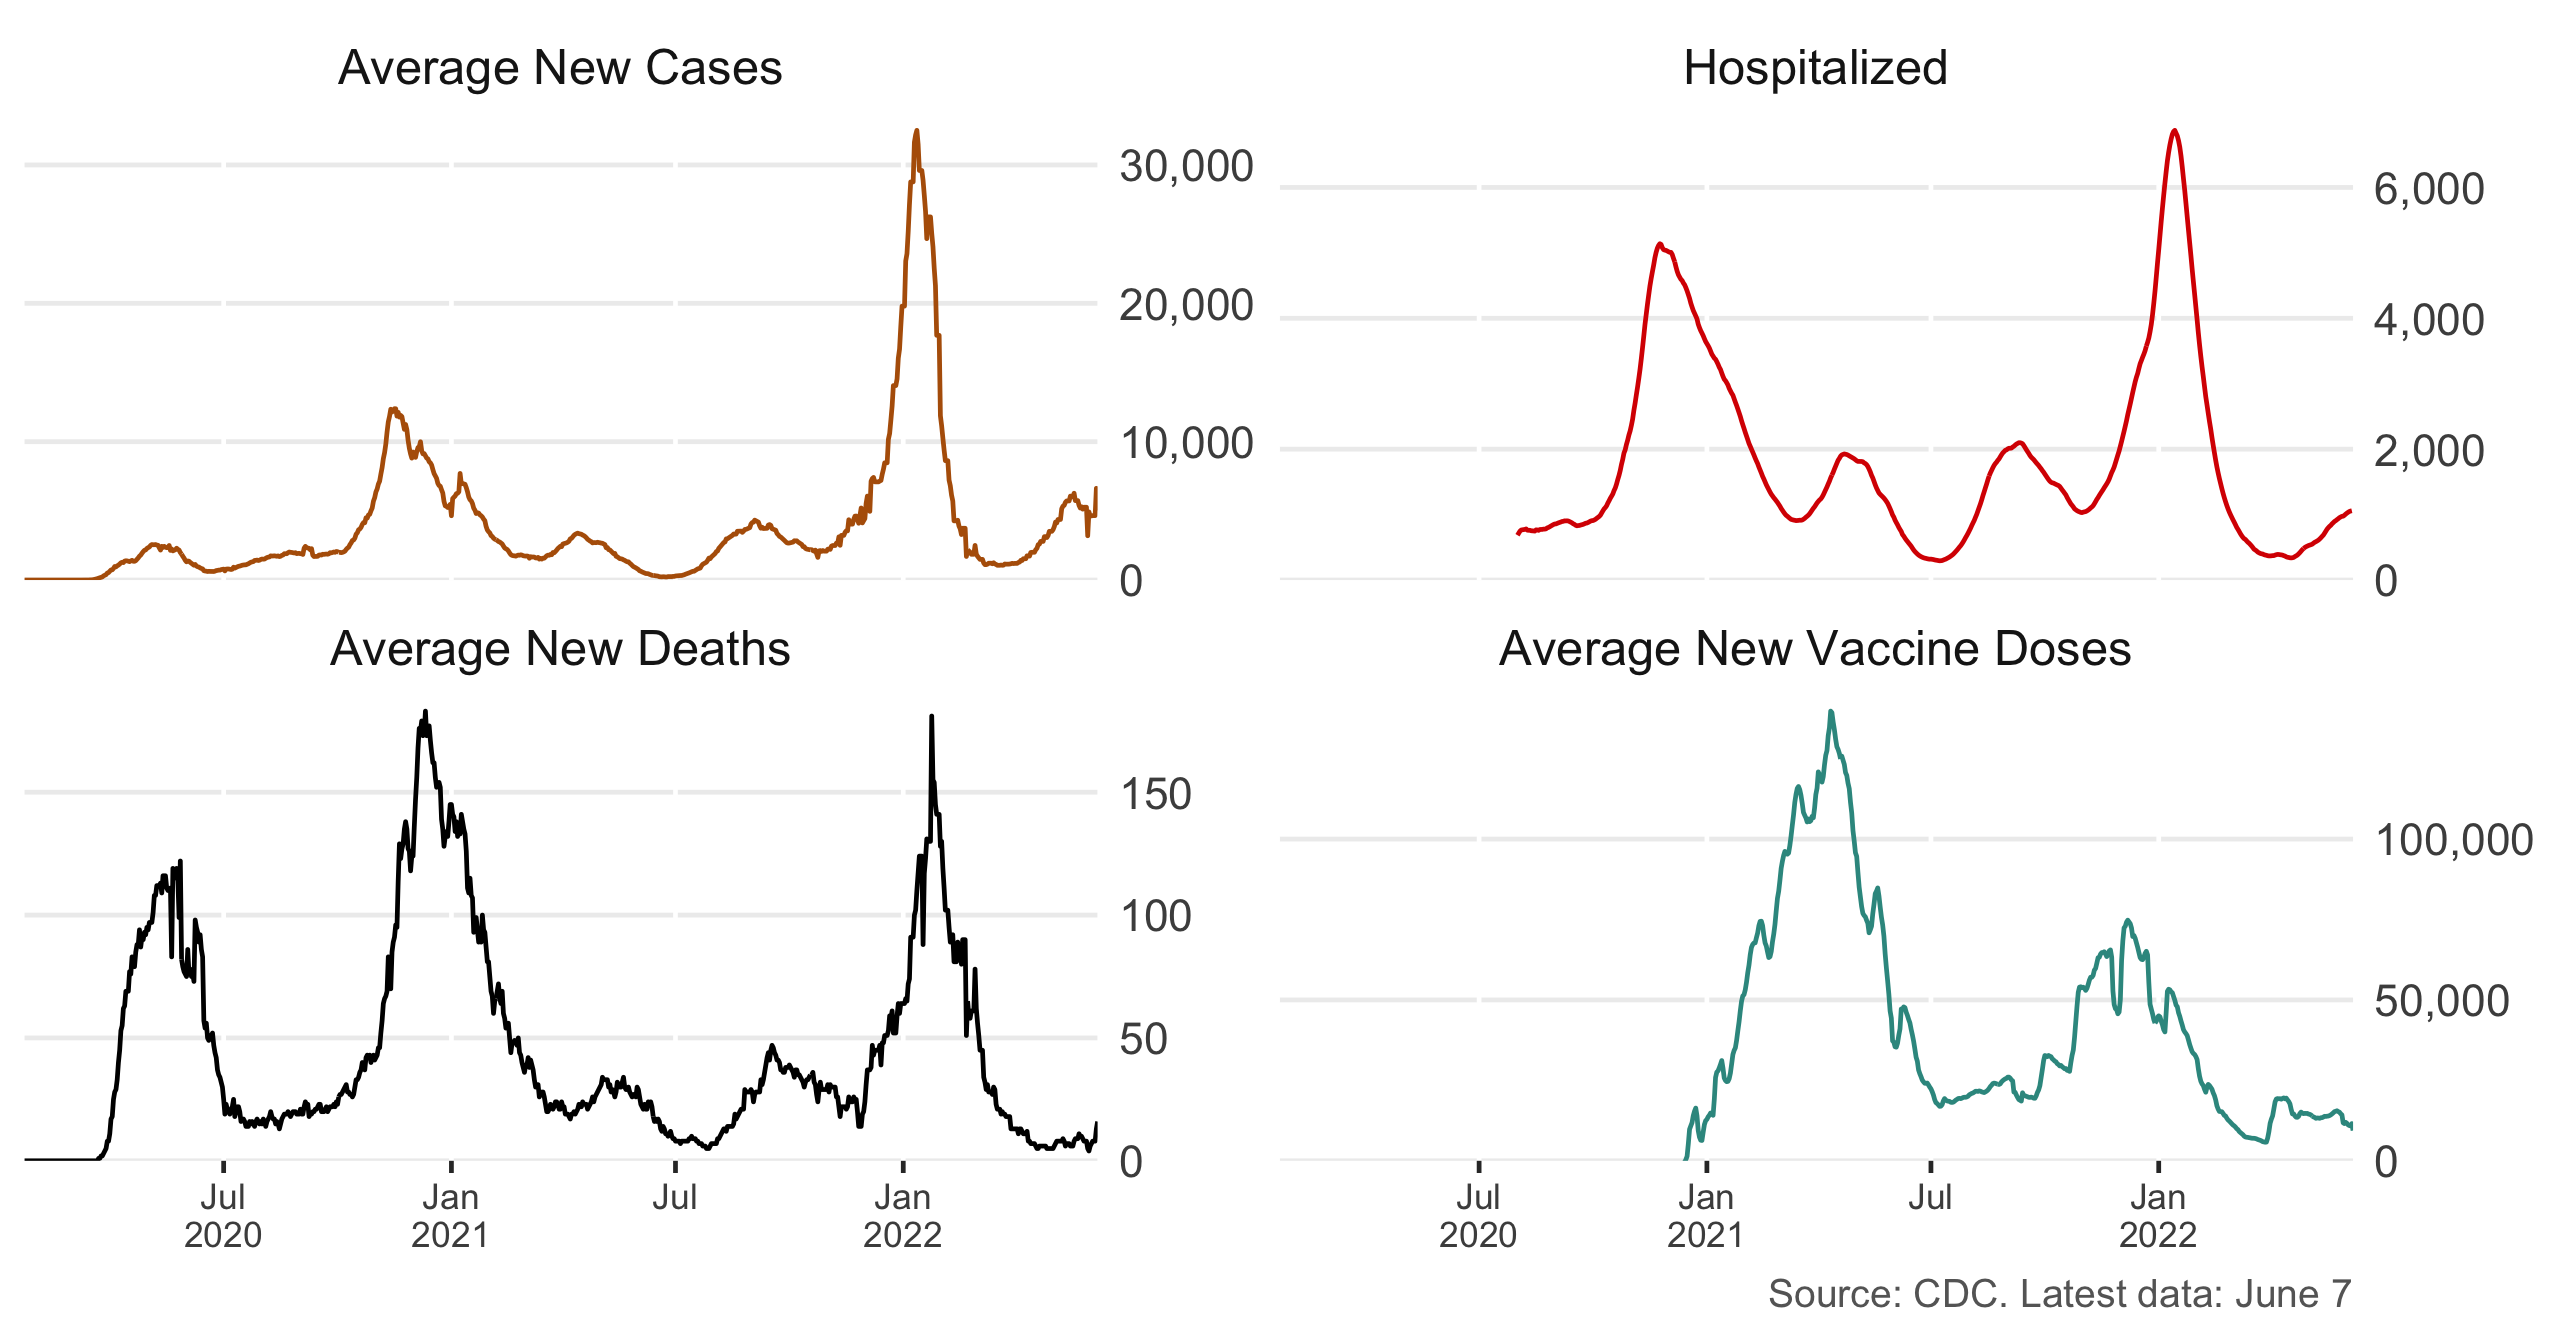 Average New Cases
30,000
20,000
10,000
0
Hospitalized
6,000
4,000
2,000
0
Average New Deaths
150
100
50
0
Jul Jan Jul Jan
2020 2021 2022
Average New Vaccine Doses
100,000
50,000
0
Jul Jan Jul Jan
2020 2021 2022
Source: CDC. Latest data: June 7